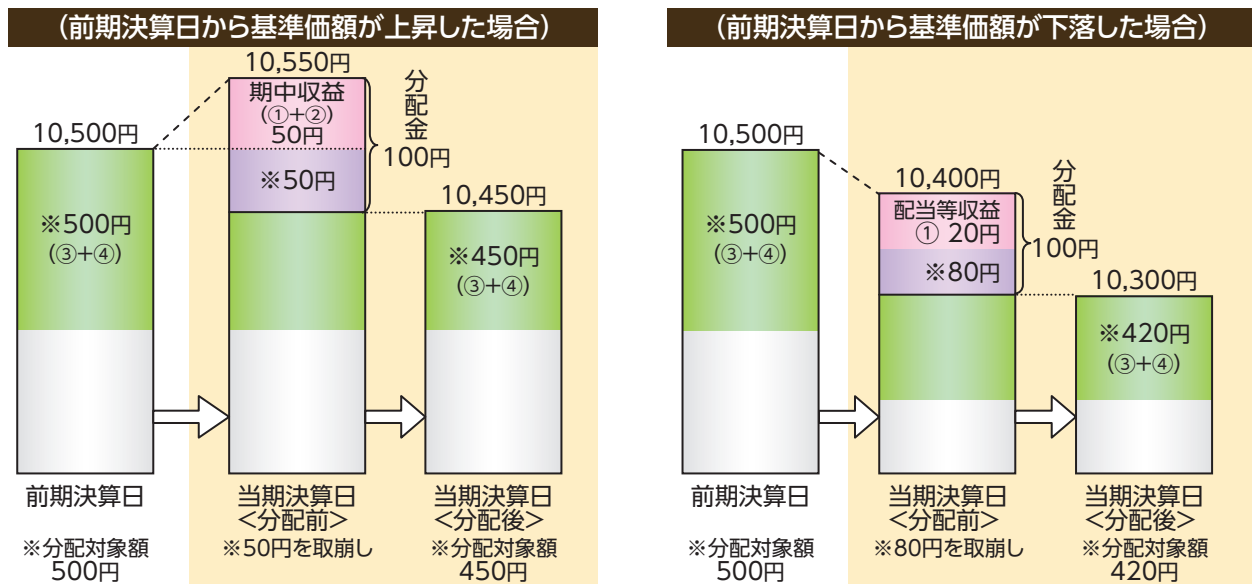 (前期決算日から基準価額が上昇した場合)
10,550円
期中収益
(①+②)
50円
※50円
分配金
100円
10,500円
※500円
(③+④)
10,450円
※450円
(③+④)
前期決算日
当期決算日
<分配前>
当期決算日
<分配後>
※分配対象額
500円
※50円を取崩し
※分配対象額
450円
(前期決算日から基準価額が下落した場合)
10,500円
※500円
(③+④)
10,400円
配当等収益
① 20円
※80円
分配金
100円
10,300円
※420円
(③+④)
前期決算日
当期決算日
<分配前>
当期決算日
<分配後>
※分配対象額
500円
※80円を取崩し
※分配対象額
420円